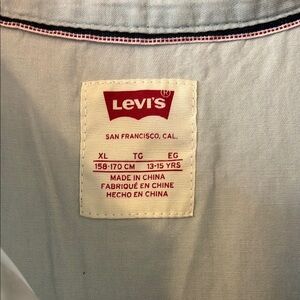 LEVI'S®
SAN FRANCISCO, CAL.
XL TG EG
158-170 CM 13-15 YRS
MADE IN CHINA
FABRIQUÉ EN CHINE
HECHO EN CHINA